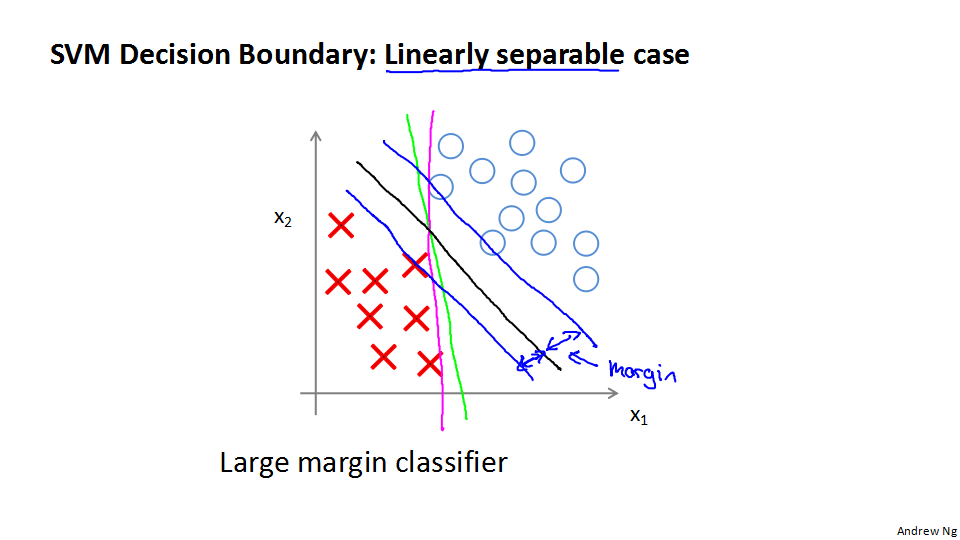 SVM Decision Boundary: Linearly separable case
x2
x1
margin
Large margin classifier
Andrew Ng